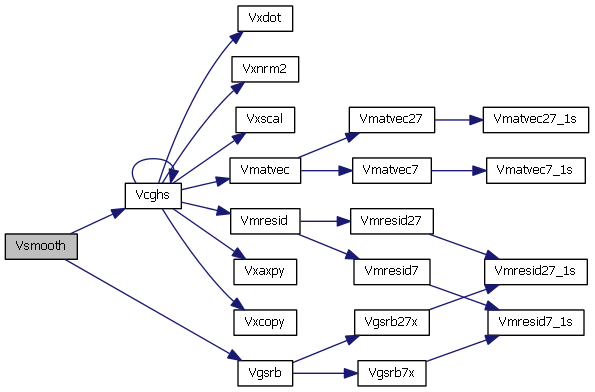 Vxdot
Vxnrm2
Vxscal
Vmatvec27
Vmatvec27_1s
Vmatvec
Vmatvec7
Vmatvec7_1s
Vcghs
Vmresid
Vmresid27
Vsmooth
Vxaxpy
Vmresid7
Vmresid27_1s
Vxcopy
Vgsrb27x
Vmresid7_1s
Vgsrb
Vgsrb7x